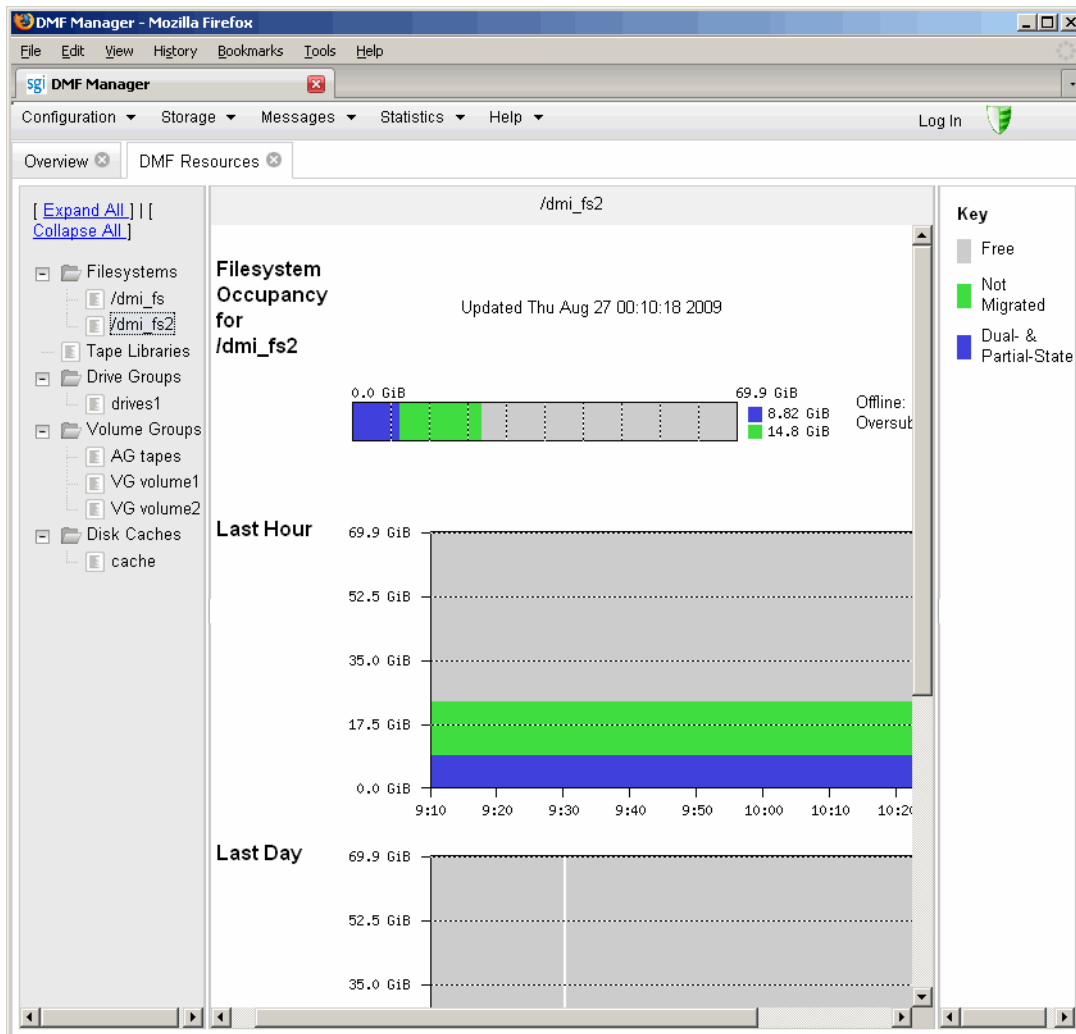 DMF Manager - Mozilla Firefox
File Edit View History Bookmarks Tools Help
sgi DMF Manager
Configuration Storage Messages Statistics Help Log In
Overview DMF Resources
[ Expand All ] | [
Collapse All ]
Filesystems
/dmi_fs
/dmi_fs2
Tape Libraries
Drive Groups
drives1
Volume Groups
AG tapes
VG volume1
VG volume2
Disk Caches
cache
/dmi_fs2
Filesystem
Occupancy
for
/dmi_fs2
Updated Thu Aug 27 00:10:18 2009
0.0 GiB 69.9 GiB
8.82 GiB
14.8 GiB
Offline:
Oversub
Last Hour
69.9 GiB
52.5 GiB
35.0 GiB
17.5 GiB
0.0 GiB
9:10 9:20 9:30 9:40 9:50 10:00 10:10 10:20
Last Day
69.9 GiB
52.5 GiB
35.0 GiB
Key
Free
Not
Migrated
Dual- &
Partial-State